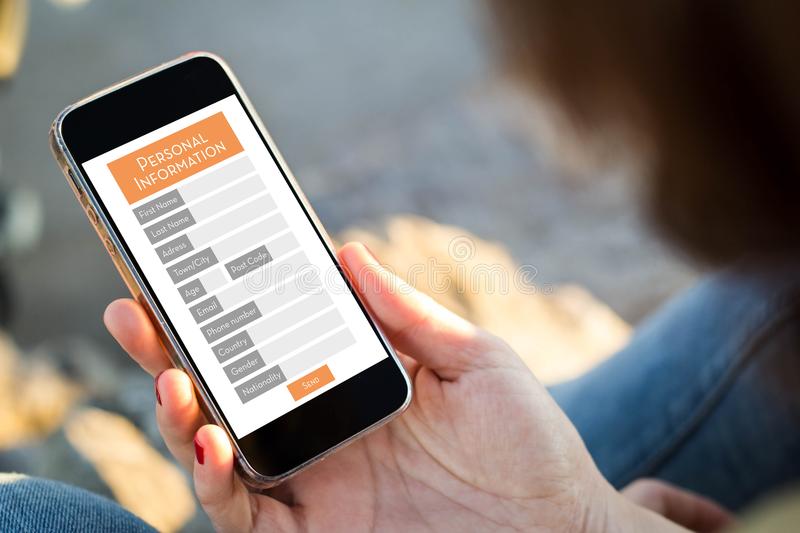 Personal
Information
First Name
Last Name
Adress
Town/City Post Code
Age
Email
Phone number
Country
Gender
Nationality
Send